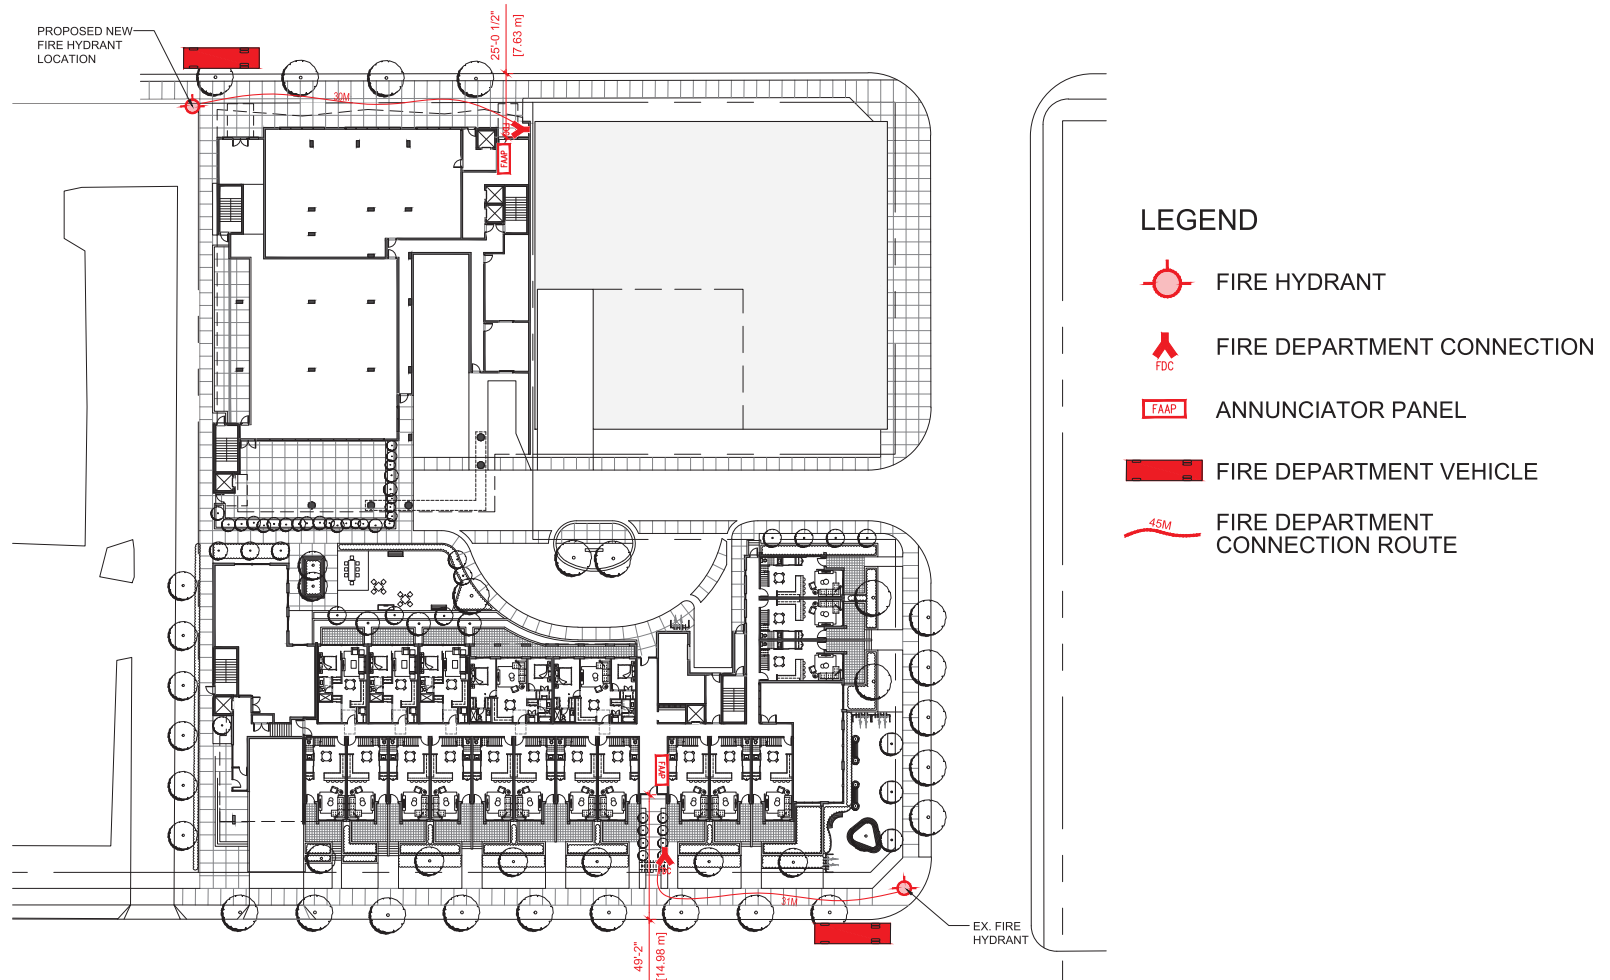 PROPOSED NEW
FIRE HYDRANT
LOCATION
25'-0 1/2"
[7.63 m]
30M
FDC
FAAP
LEGEND
FIRE HYDRANT
FDC
FIRE DEPARTMENT CONNECTION
FAAP
ANNUNCIATOR PANEL
FIRE DEPARTMENT VEHICLE
45M
FIRE DEPARTMENT
CONNECTION ROUTE
FAAP
31M
EX. FIRE
HYDRANT
49'-2"
[14.98 m]